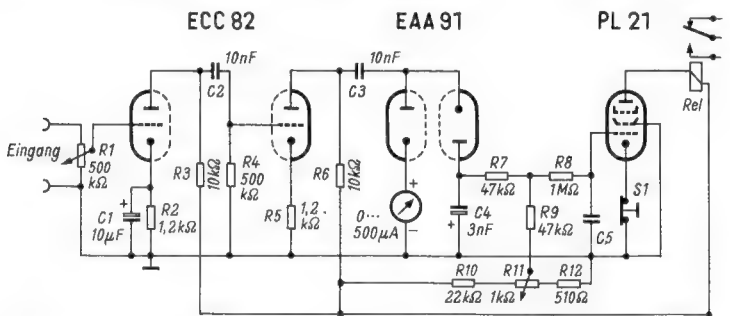 ECC 82
EAA 91
PL 21
10nF
C2
10nF
C3
Rel
Eingang
R1
500
kΩ
R3
10kΩ
R4
500
kΩ
R6
10kΩ
R7
47kΩ
R8
1MΩ
S1
C1
10µF
R2
1,2kΩ
R5
1,2
kΩ
+
0...
500µA
–
+
C4
3nF
R9
47kΩ
C5
R10
22kΩ
R11
1kΩ
R12
510Ω
+